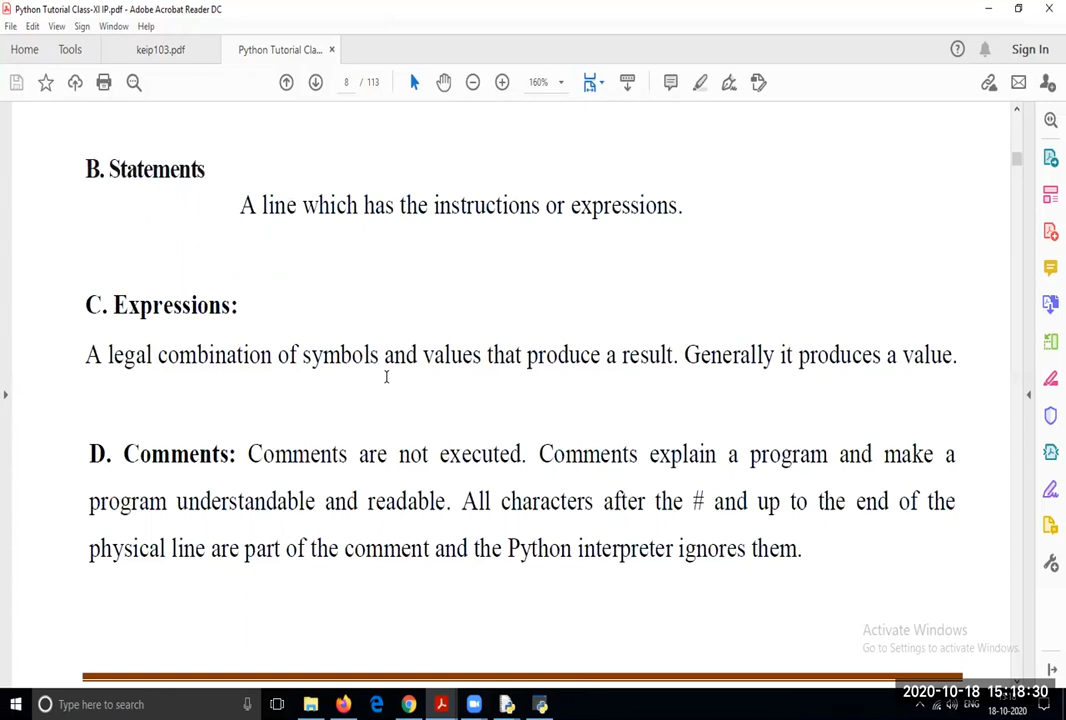 Python Tutorial Class-XI IP.pdf - Adobe Acrobat Reader DC
File Edit View Sign Window Help
Home Tools keip103.pdf Python Tutorial Cla... × Sign In
8 / 113 160%
B. Statements
A line which has the instructions or expressions.
C. Expressions:
A legal combination of symbols and values that produce a result. Generally it produces a value.
D. Comments: Comments are not executed. Comments explain a program and make a
program understandable and readable. All characters after the # and up to the end of the
physical line are part of the comment and the Python interpreter ignores them.
Activate Windows
Go to Settings to activate Windows.
Type here to search
2020-10-18 15:18:30
ENG
18-10-2020